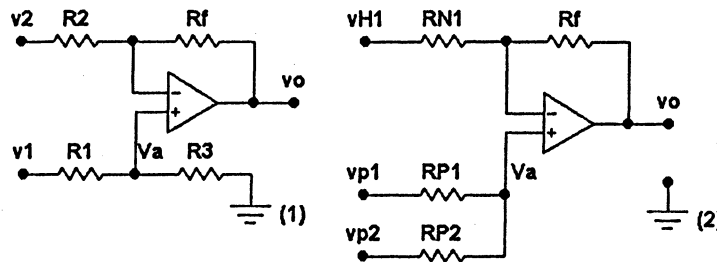 v2 R2 Rf
vo
v1 R1 Va R3
(1)
vH1 RN1 Rf
vo
Va
vp1 RP1
vp2 RP2
(2)
- +
- +